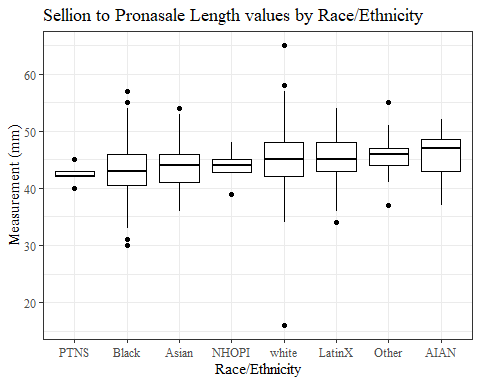 Sellion to Pronasale Length values by Race/Ethnicity
Measurement (mm)
60
50
40
30
20
PTNS Black Asian NHOPI white LatinX Other AIAN
Race/Ethnicity